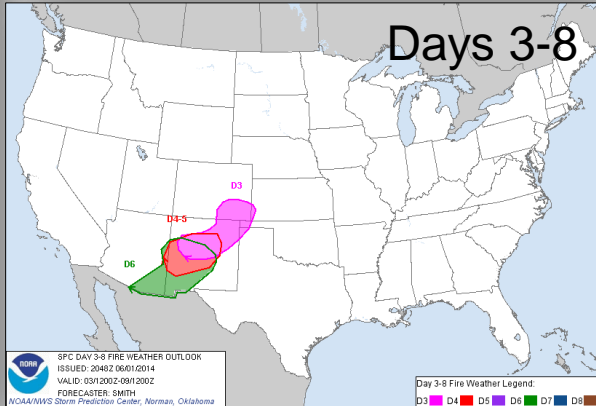 Days 3-8
D3
D4-5
D6
NOAA
SPC DAY 3-8 FIRE WEATHER OUTLOOK
ISSUED: 2048Z 06/01/2014
VALID: 03/1200Z-09/1200Z
FORECASTER: SMITH
NOAA/NWS Storm Prediction Center, Norman, Oklahoma
Day 3-8 Fire Weather Legend:
D3 D4 D5 D6 D7 D8